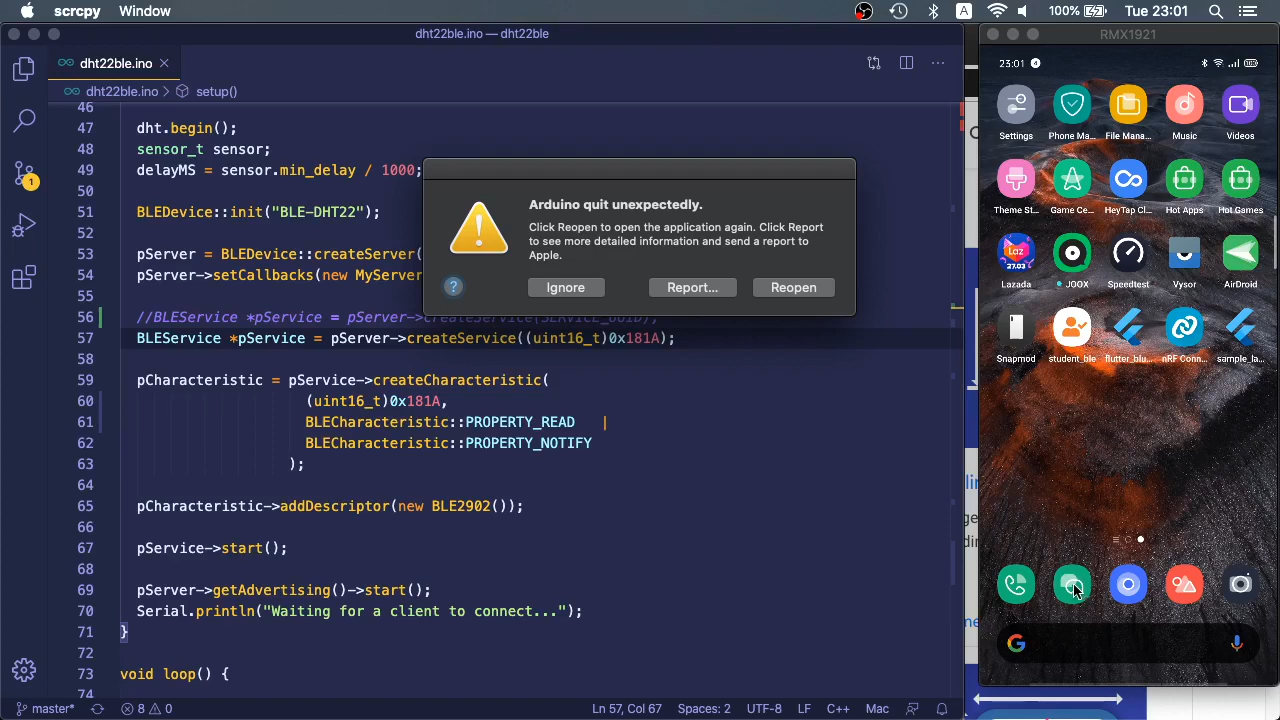 scrcpy Window
A 100% Tue 23:01
dht22ble.ino — dht22ble
dht22ble.ino
dht22ble.ino > setup()
46
47 dht.begin();
48 sensor_t sensor;
49 delayMS = sensor.min_delay / 1000;
50
51 BLEDevice::init("BLE-DHT22");
52
53 pServer = BLEDevice::createServer(
54 pServer->setCallbacks(new MyServer
55
56 //BLEService *pService = pServer->createService(SERVICE_UUID);
57 BLEService *pService = pServer->createService((uint16_t)0x181A);
58
59 pCharacteristic = pService->createCharacteristic(
60 (uint16_t)0x181A,
61 BLECharacteristic::PROPERTY_READ |
62 BLECharacteristic::PROPERTY_NOTIFY
63 );
64
65 pCharacteristic->addDescriptor(new BLE2902());
66
67 pService->start();
68
69 pServer->getAdvertising()->start();
70 Serial.println("Waiting for a client to connect...");
71 }
72
73 void loop() {
74
1
master* 8 0
Ln 57, Col 67 Spaces: 2 UTF-8 LF C++ Mac
Arduino quit unexpectedly.
Click Reopen to open the application again. Click Report
to see more detailed information and send a report to
Apple.
? Ignore Report... Reopen
RMX1921
23:01
Settings Phone Ma... File Mana... Music Videos
Theme St... Game Ce... HeyTap Cl... Hot Apps Hot Games
Laz
27.03
Lazada JOOX Speedtest Vysor AirDroid
Snapmod student_ble flutter_blu... nRF Conn... sample_la...